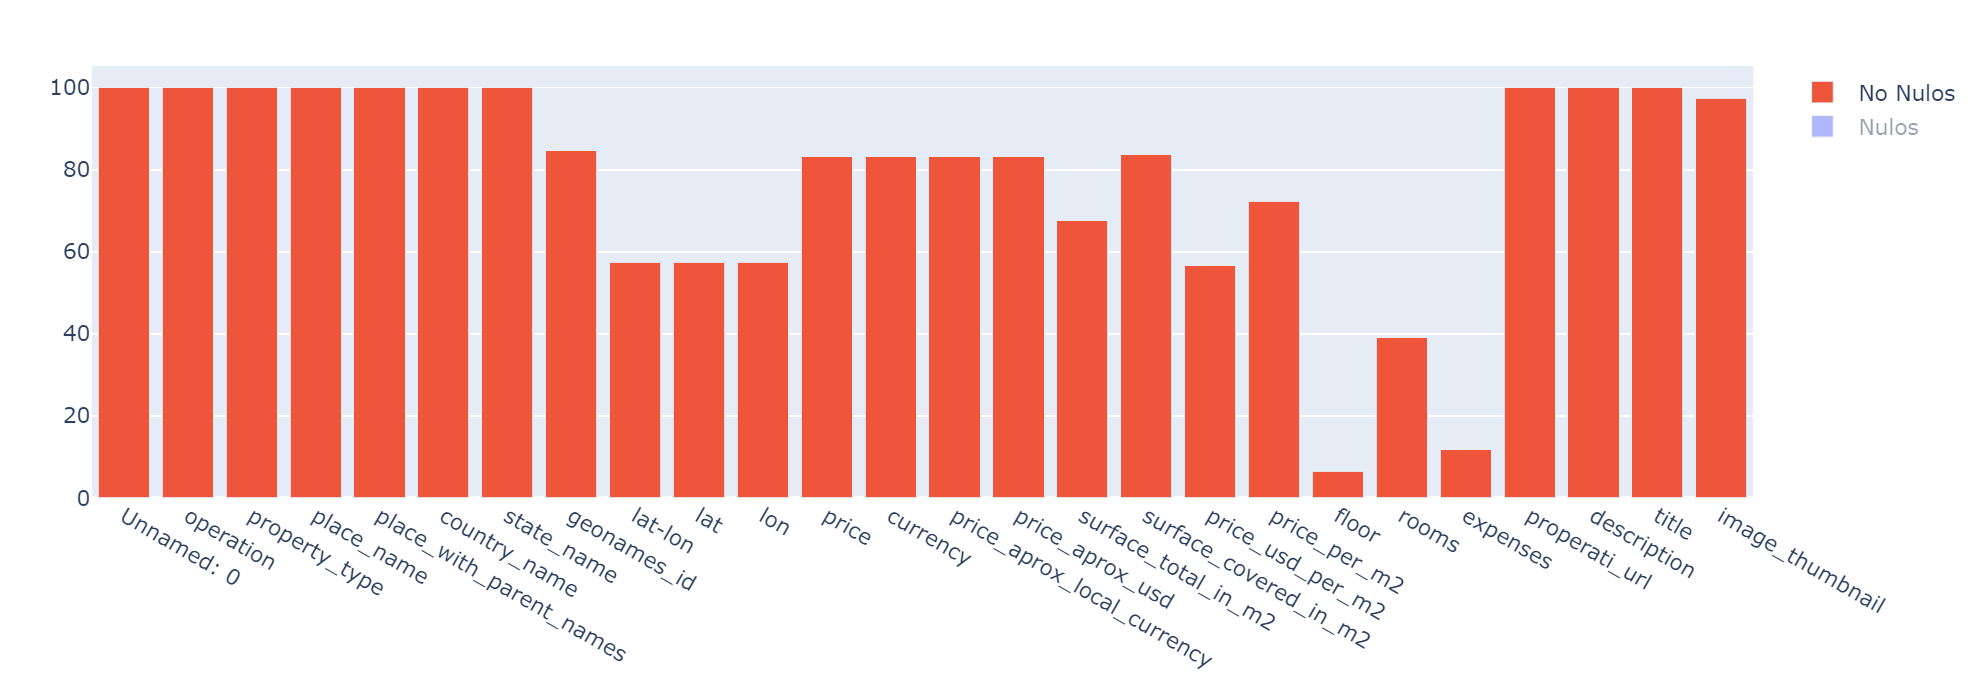 100
80
60
40
20
0
Unnamed: 0
operation
property_type
place_name
place_with_parent_names
country_name
state_name
geonames_id
lat-lon
lat
lon
price
currency
price_aprox_local_currency
price_aprox_usd
surface_total_in_m2
surface_covered_in_m2
price_usd_per_m2
price_per_m2
floor
rooms
expenses
properati_url
description
title
image_thumbnail
No Nulos
Nulos